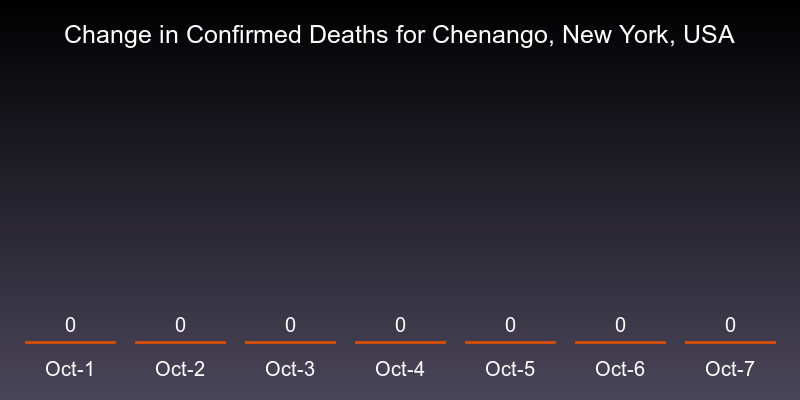 Change in Confirmed Deaths for Chenango, New York, USA
0 0 0 0 0 0 0
Oct-1 Oct-2 Oct-3 Oct-4 Oct-5 Oct-6 Oct-7